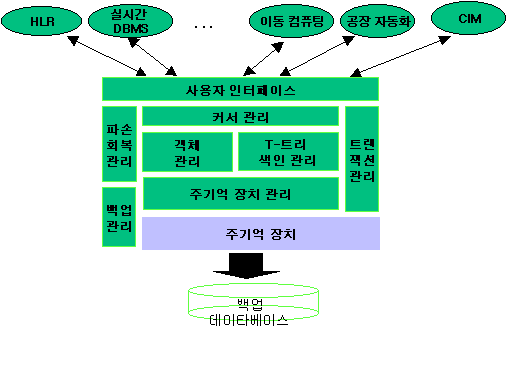 HLR
실시간
DBMS
...
이동 컴퓨팅
공장 자동화
CIM
사용자 인터페이스
파손
회복
관리
커서 관리
객체
관리
T-트리
색인 관리
트랜
잭션
관리
주기억 장치 관리
백업
관리
주기억 장치
백업
데이타베이스